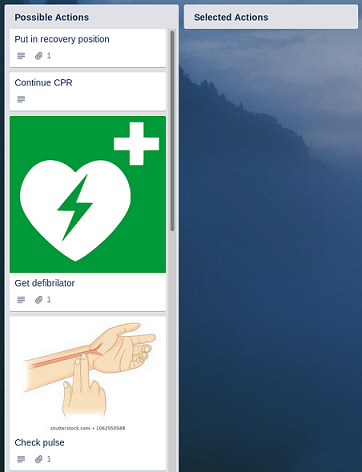 Possible Actions
Selected Actions
Put in recovery position
1
Continue CPR
Get defibrilator
1
shutterstock.com • 1062950588
Check pulse
1